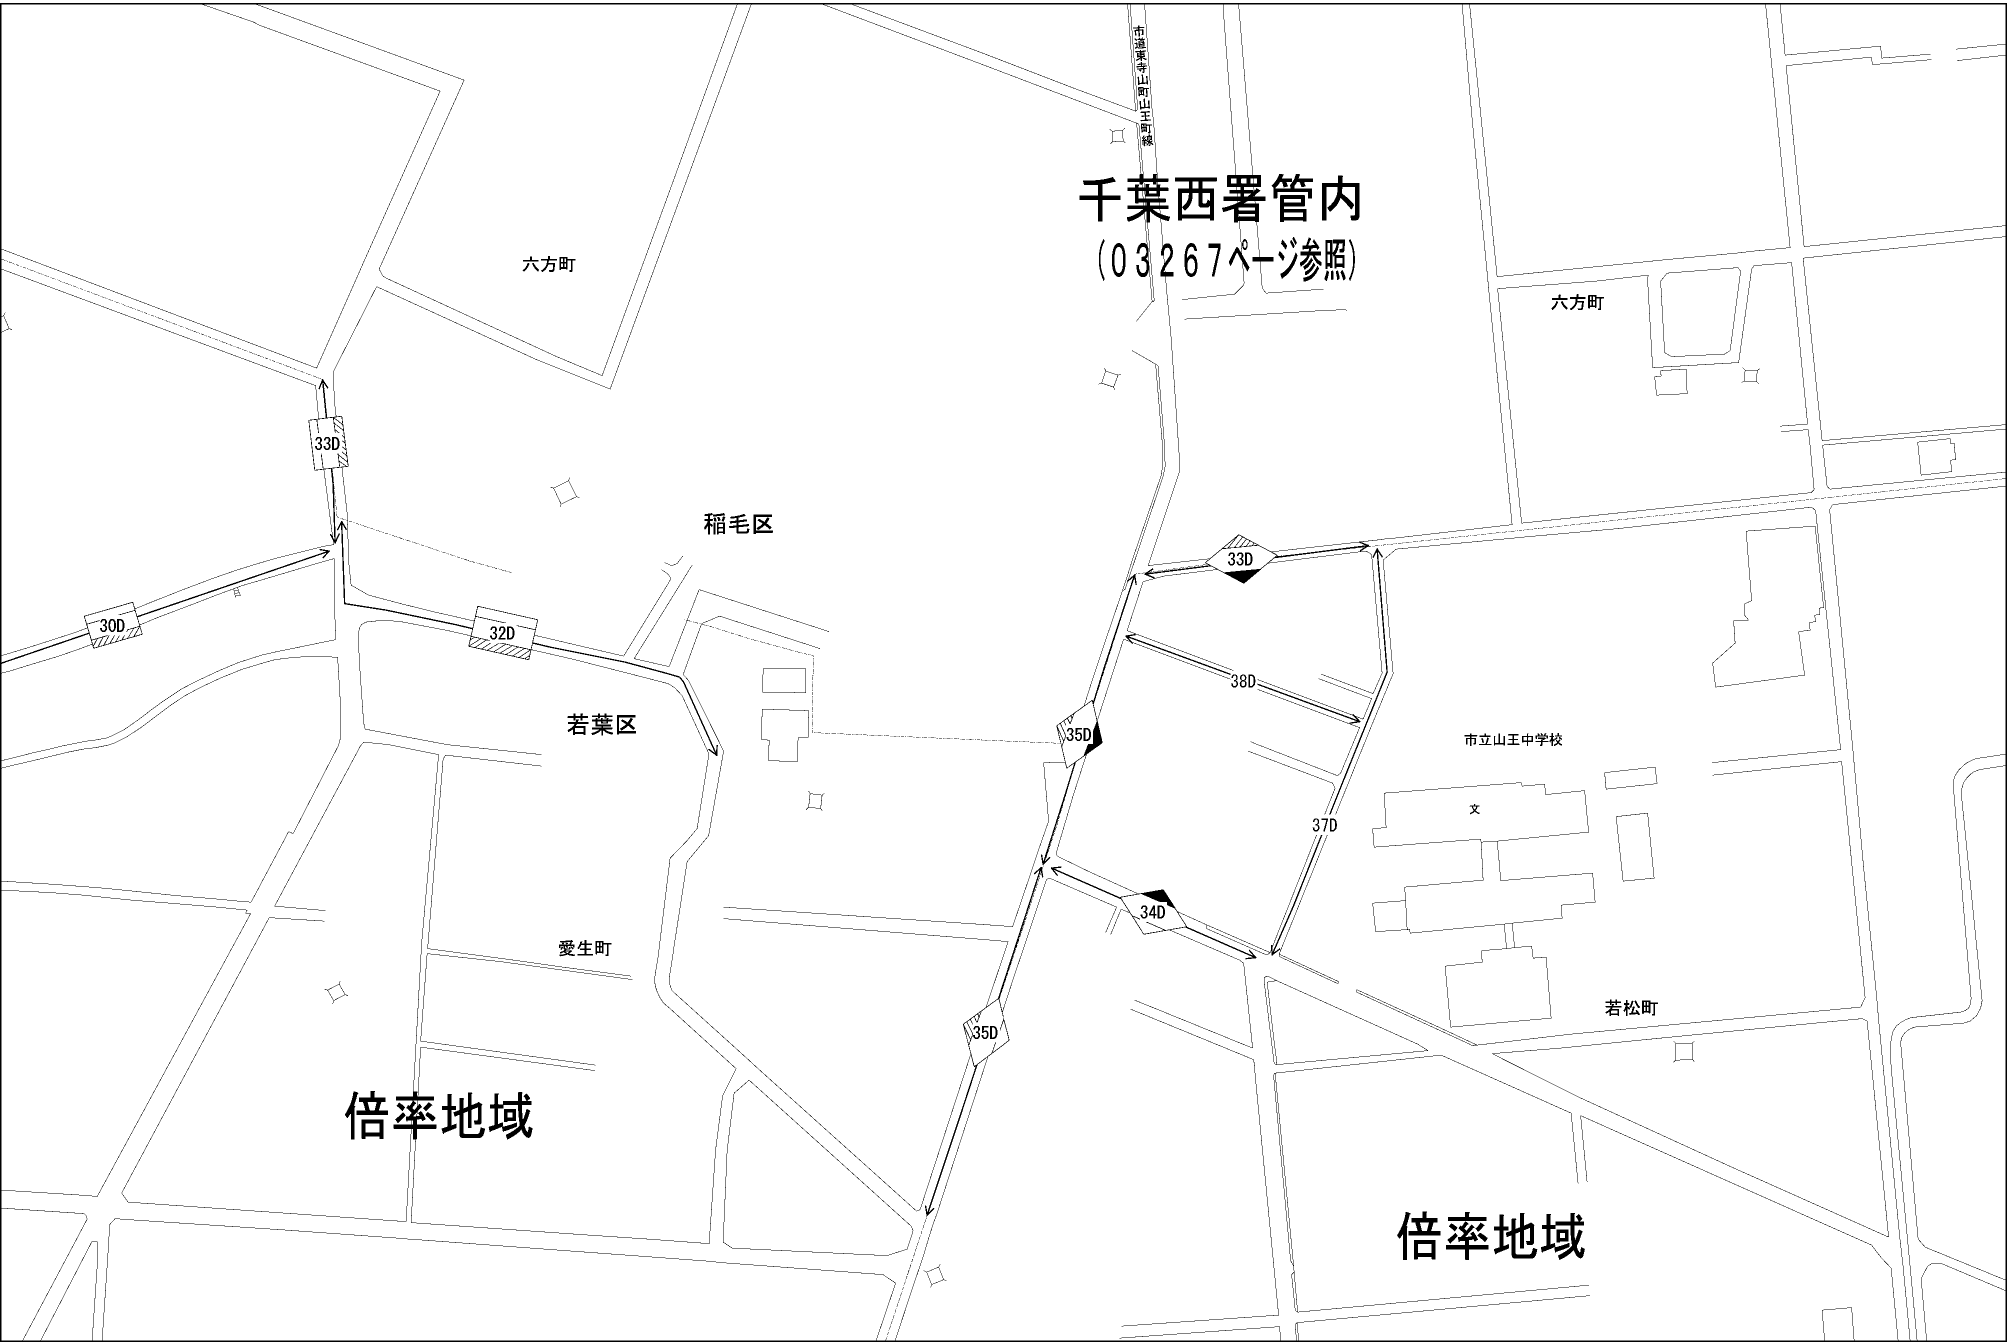 市道東寺山町山王町線
千葉西署管内
(03267ページ参照)
六方町
六方町
33D
稲毛区
33D
30D
32D
38D
若葉区
35D
市立山王中学校
文
37D
34D
愛生町
若松町
35D
倍率地域
倍率地域